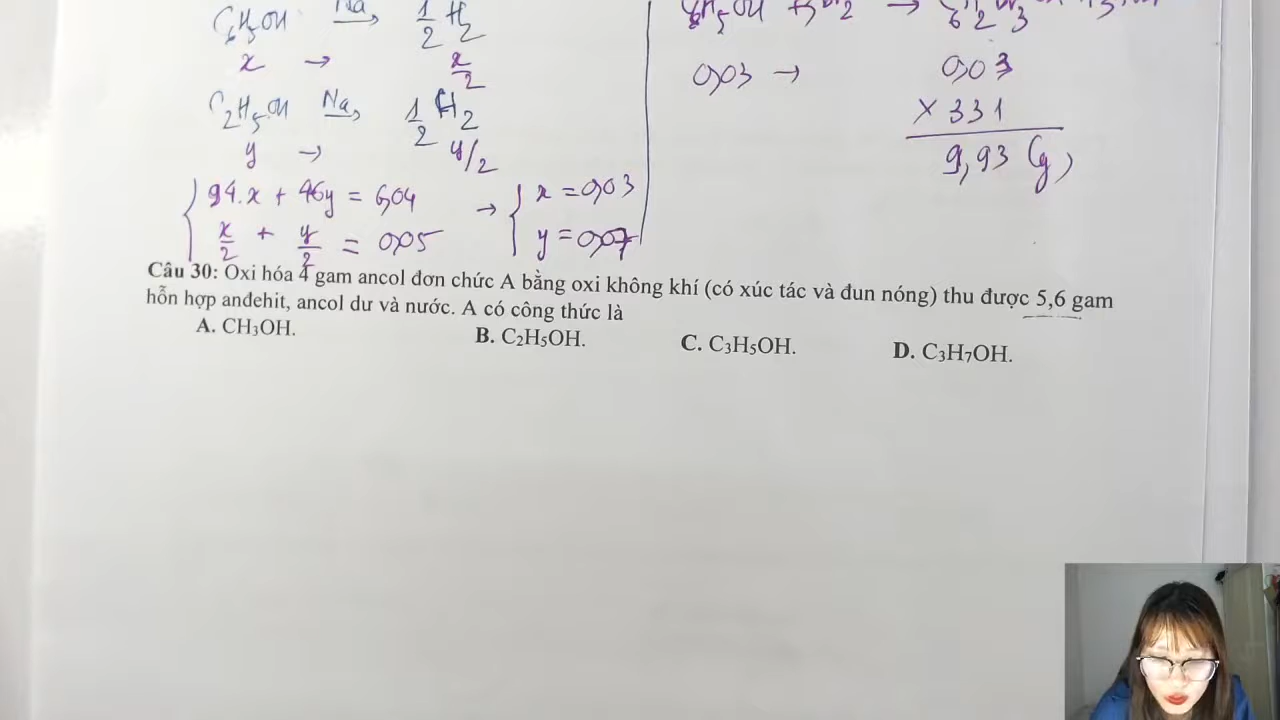 C₆H₅OH —Na→ 1/2 H₂
x → x/2
C₂H₅OH —Na→ 1/2 H₂
y → y/2
94.x + 46y = 6,04 → x = 0,03
x/2 + y/2 = 0,05 y = 0,07
C₆H₅OH + 3Br₂ →
0,03 → 0,03
× 331
9,93 (g)
Câu 30: Oxi hóa 4 gam ancol đơn chức A bằng oxi không khí (có xúc tác và đun nóng) thu được 5,6 gam
hỗn hợp anđehit, ancol dư và nước. A có công thức là
A. CH₃OH. B. C₂H₅OH. C. C₃H₅OH. D. C₃H₇OH.